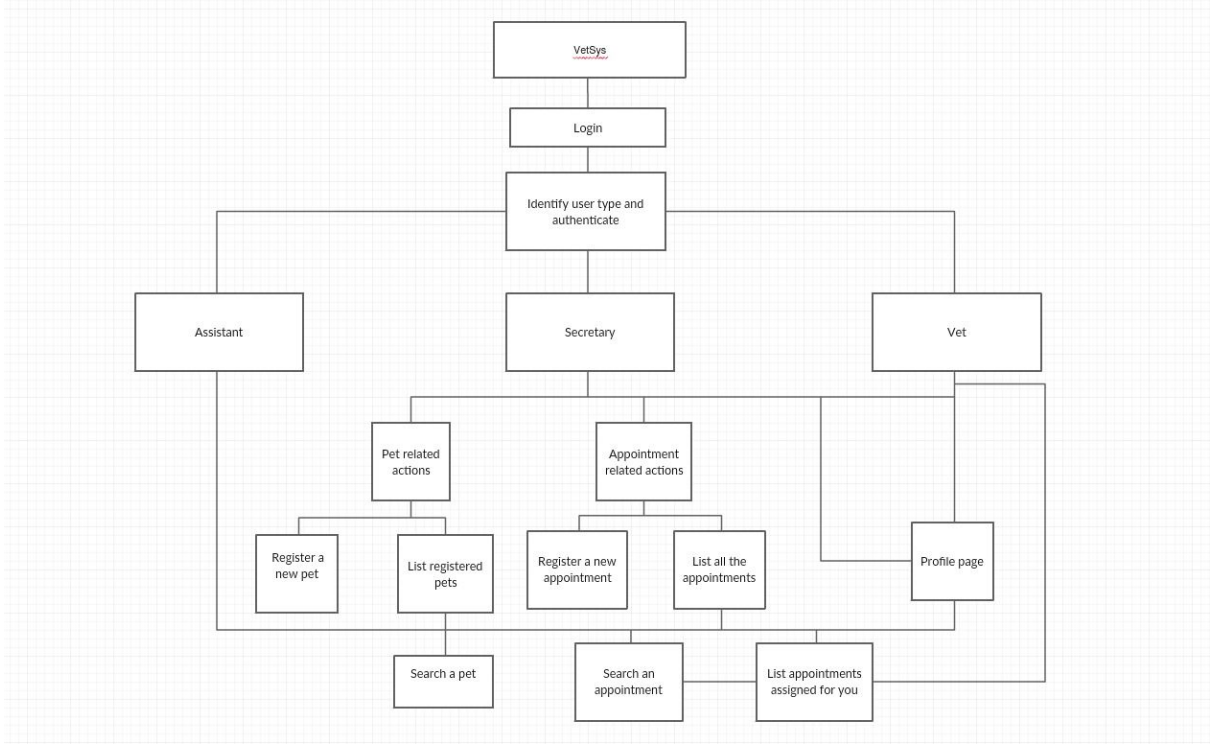 VetSys
Login
Identify user type and
authenticate
Assistant
Secretary
Vet
Pet related
actions
Appointment
related actions
Register a
new pet
List registered
pets
Register a new
appointment
List all the
appointments
Profile page
Search a pet
Search an
appointment
List appointments
assigned for you